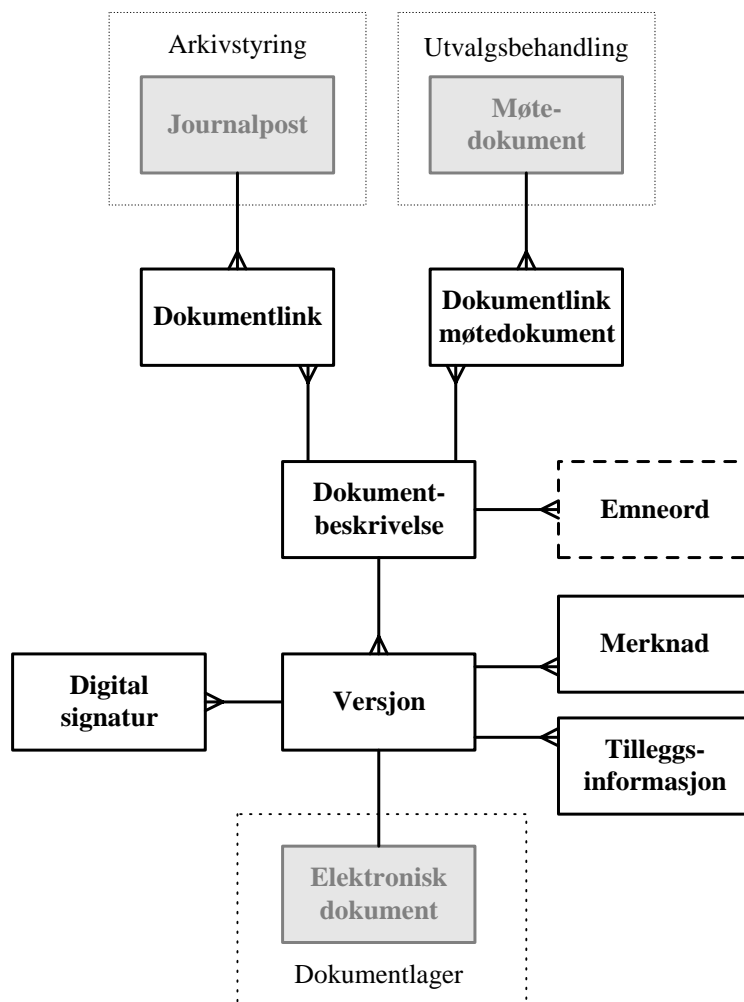 Arkivstyring
Utvalgsbehandling
Journalpost
Møte-
dokument
Dokumentlink
Dokumentlink
møtedokument
Dokument-
beskrivelse
Emneord
Merknad
Digital
signatur
Versjon
Tilleggs-
informasjon
Elektronisk
dokument
Dokumentlager